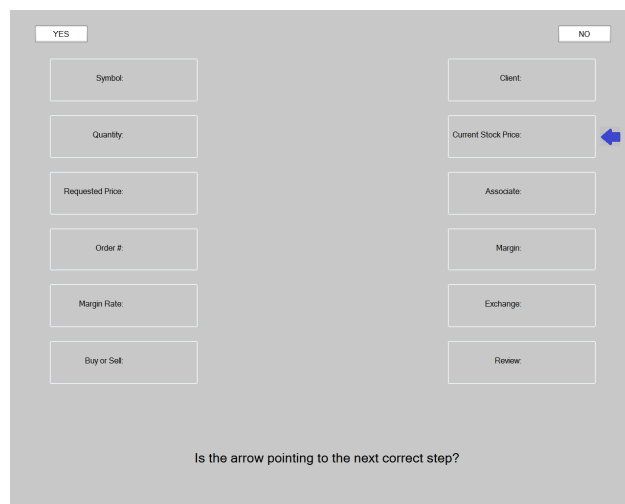 YES
NO
Symbol:
Client:
Quantity:
Current Stock Price:
Requested Price:
Associate:
Order #:
Margin:
Margin Rate:
Exchange:
Buy or Sell:
Review:
Is the arrow pointing to the next correct step?